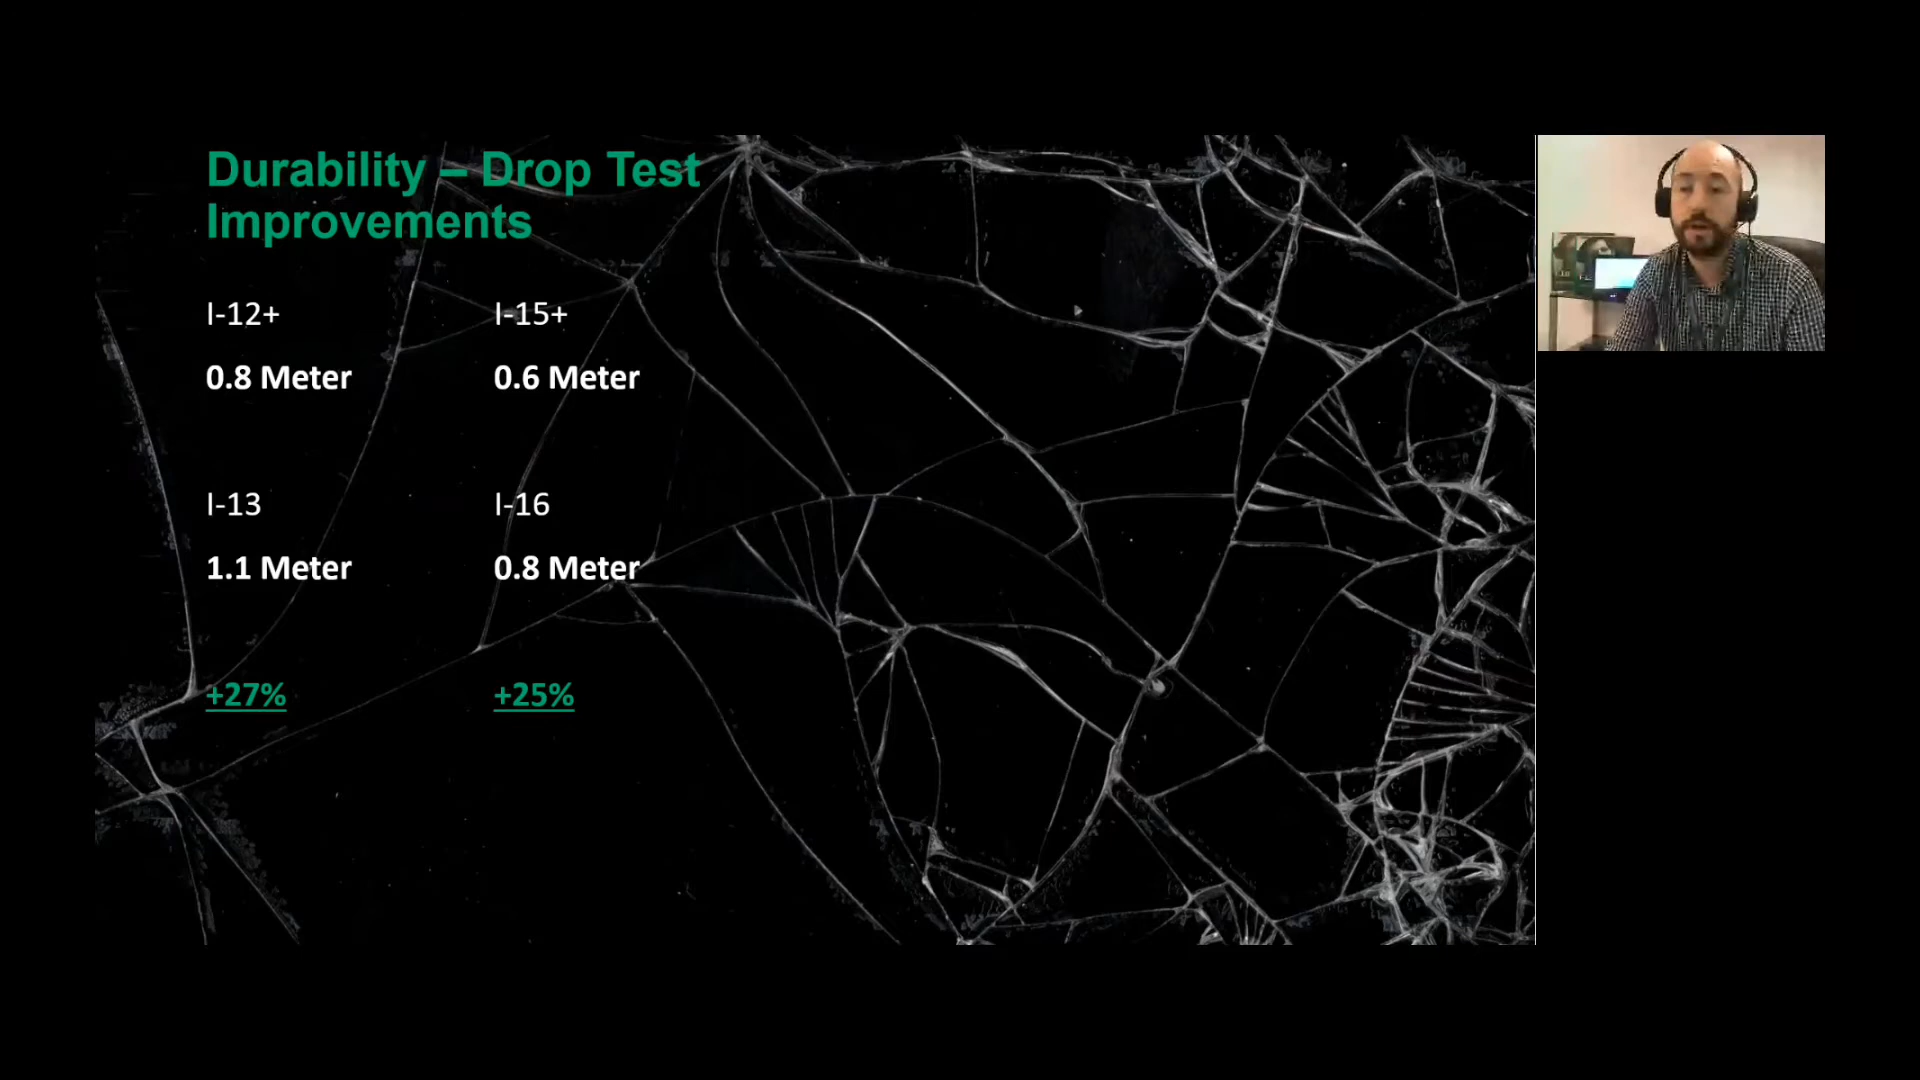 Durability – Drop Test
Improvements
I-12+
I-15+
0.8 Meter
0.6 Meter
I-13
I-16
1.1 Meter
0.8 Meter
+27%
+25%